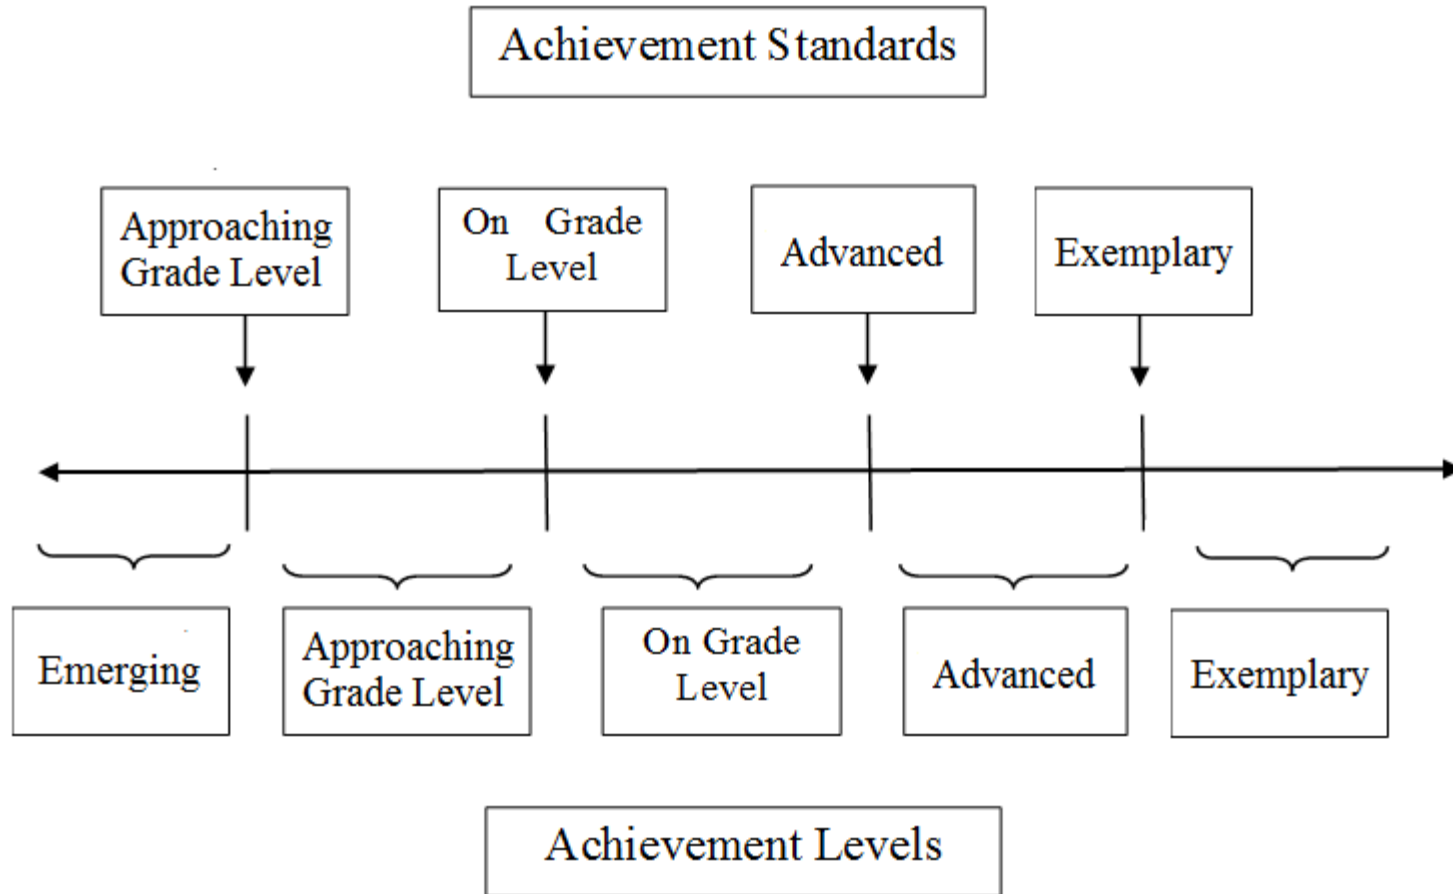 Achievement Standards
Approaching
Grade Level
On Grade
Level
Advanced
Exemplary
Emerging
Approaching
Grade Level
On Grade
Level
Advanced
Exemplary
Achievement Levels